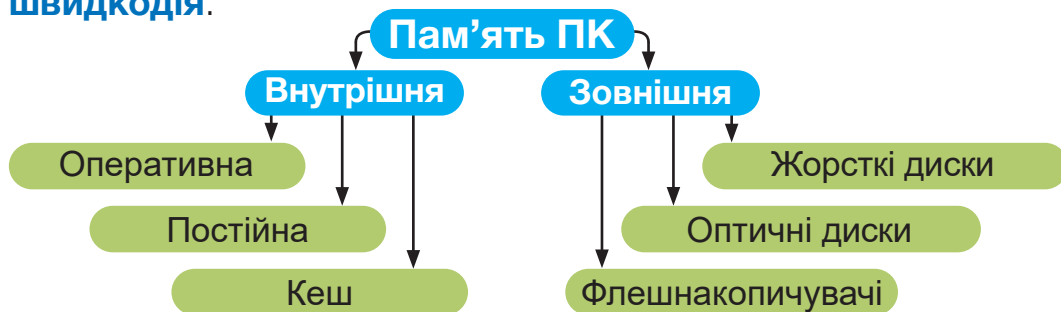 швидкодія.
Пам’ять ПК
Внутрішня Зовнішня
Оперативна Жорсткі диски
Постійна Оптичні диски
Кеш Флешнакопичувачі